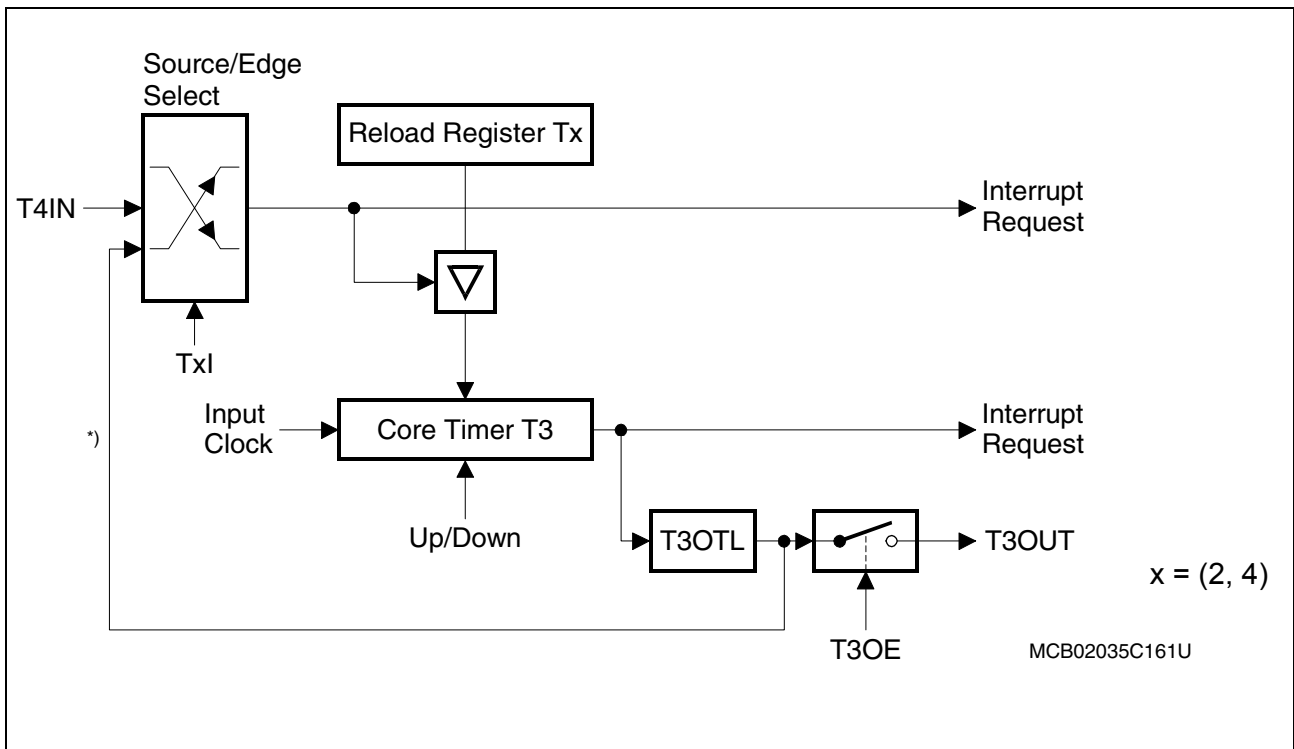 Source/Edge
Select
Reload Register Tx
T4IN
Interrupt
Request
TxI
Input
Clock
Core Timer T3
Interrupt
Request
*)
Up/Down
T3OTL
T3OUT
x = (2, 4)
T3OE
MCB02035C161U